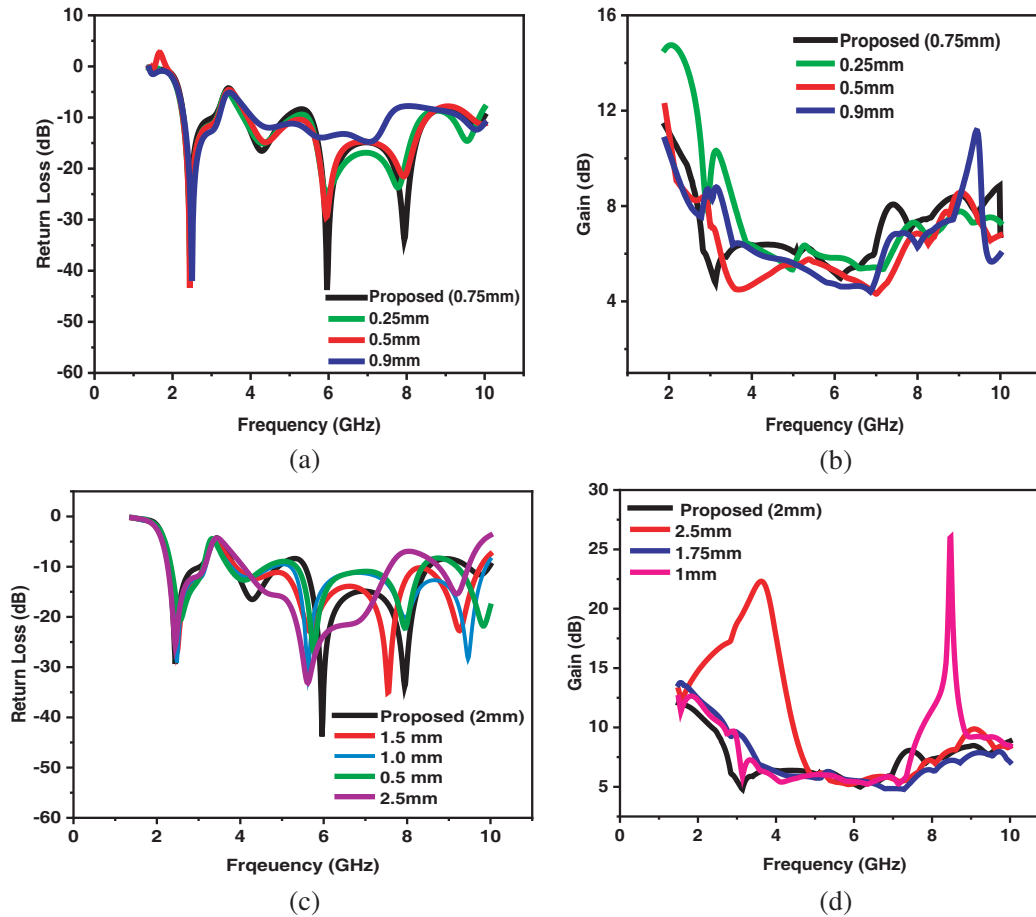 10
0
-10
-20
-30
-40
-50
-60
Return Loss (dB)
Proposed (0.75mm)
0.25mm
0.5mm
0.9mm
0 2 4 6 8 10
Frequency (GHz)
(a)
16
12
8
4
Gain (dB)
Proposed (0.75mm)
0.25mm
0.5mm
0.9mm
2 4 6 8 10
Frequency (GHz)
(b)
0
-10
-20
-30
-40
-50
-60
Return Loss (dB)
Proposed (2mm)
1.5 mm
1.0 mm
0.5 mm
2.5mm
0 2 4 6 8 10
Frqeuency (GHz)
(c)
30
25
20
15
10
5
Gain (dB)
Proposed (2mm)
2.5mm
1.75mm
1mm
0 2 4 6 8 10
Frequency (GHz)
(d)